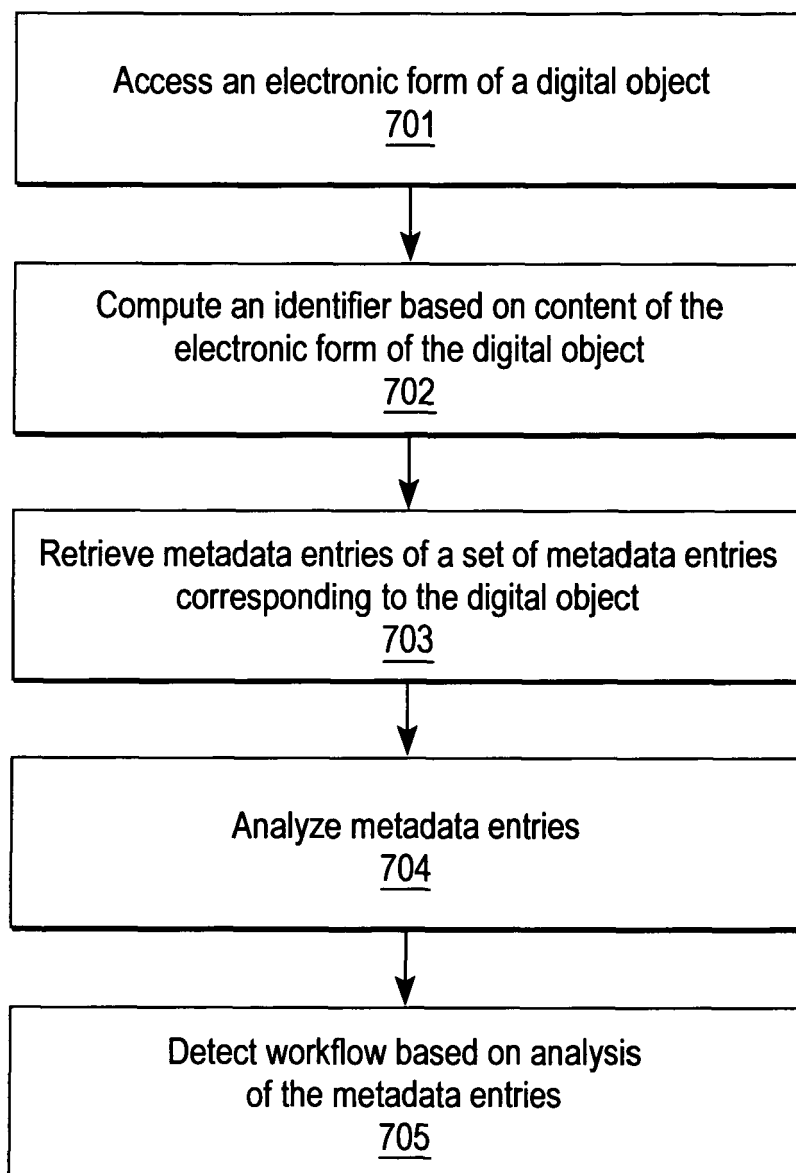 Access an electronic form of a digital object
701
Compute an identifier based on content of the
electronic form of the digital object
702
Retrieve metadata entries of a set of metadata entries
corresponding to the digital object
703
Analyze metadata entries
704
Detect workflow based on analysis
of the metadata entries
705